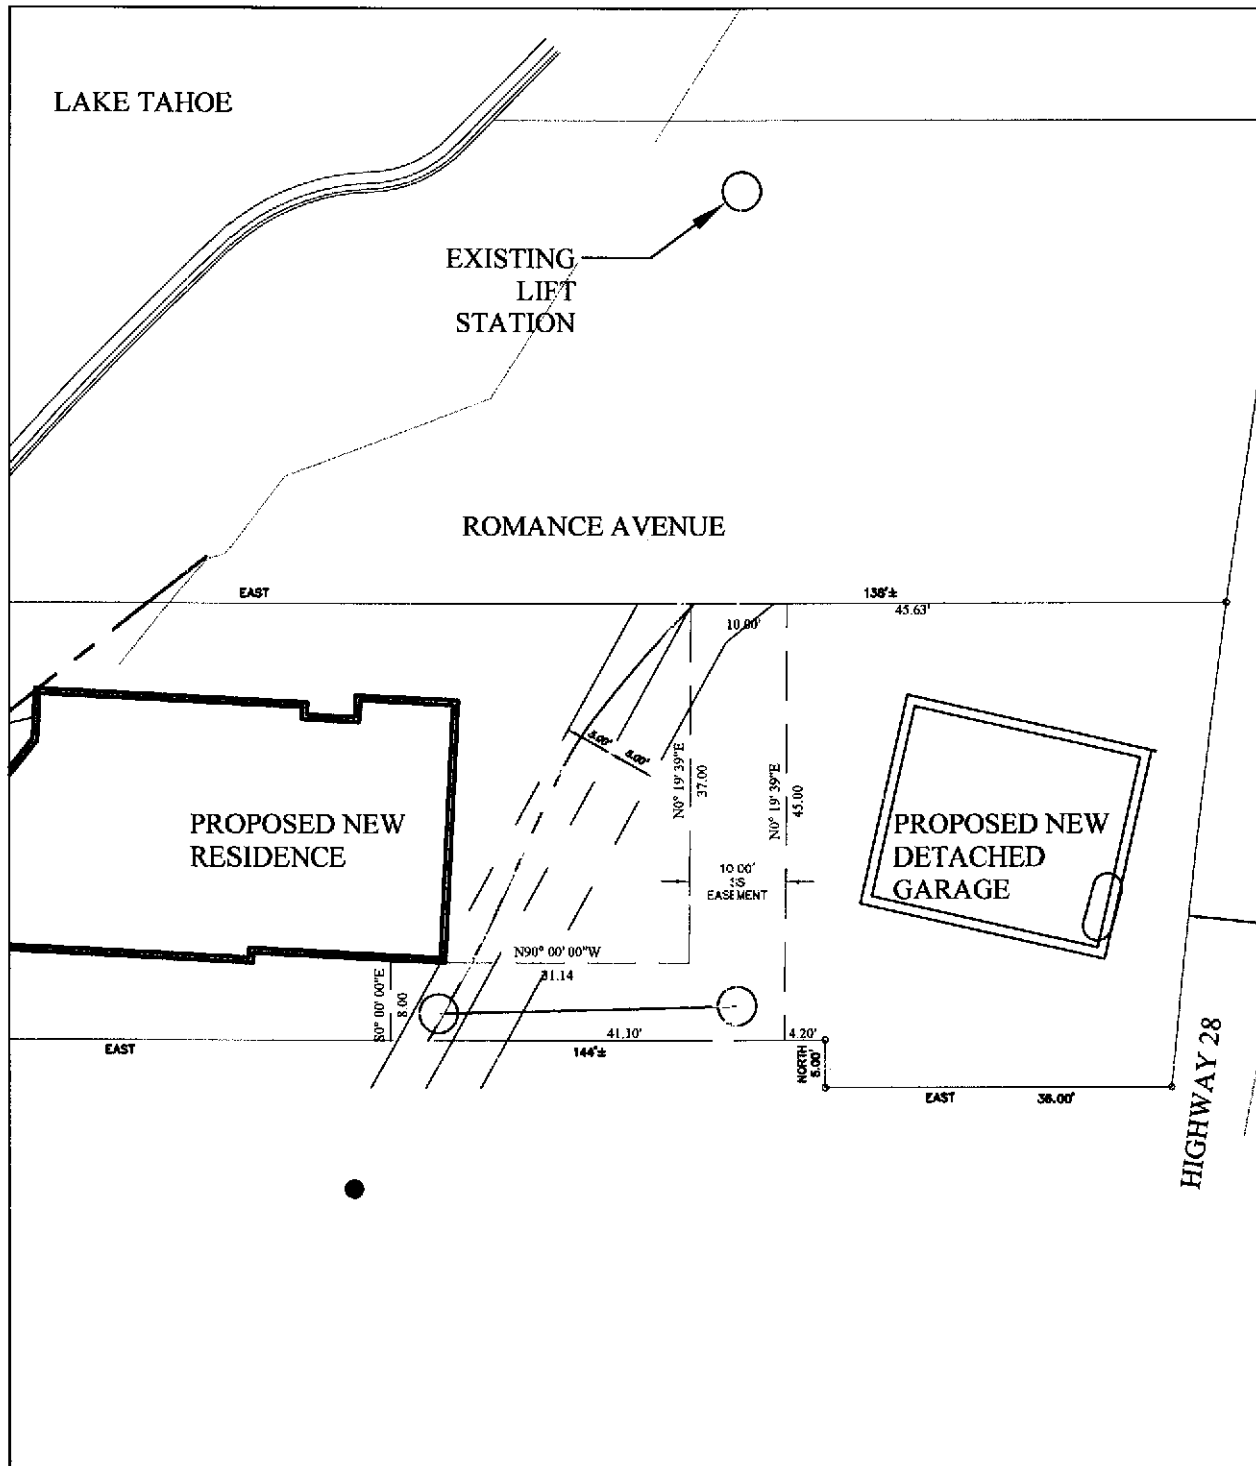 LAKE TAHOE
EXISTING
LIFT
STATION
ROMANCE AVENUE
EAST
138'±
45.63'
10.00'
5.00'
5.00'
N0° 19' 39"E
37.00
N0° 19' 39"E
45.00
PROPOSED NEW
RESIDENCE
PROPOSED NEW
DETACHED
GARAGE
10.00'
SS
EASEMENT
N90° 00' 00"W
31.14
S0° 00' 00"E
8.00
EAST
41.10'
144'±
4.20'
NORTH
5.00'
EAST
36.00'
HIGHWAY 28